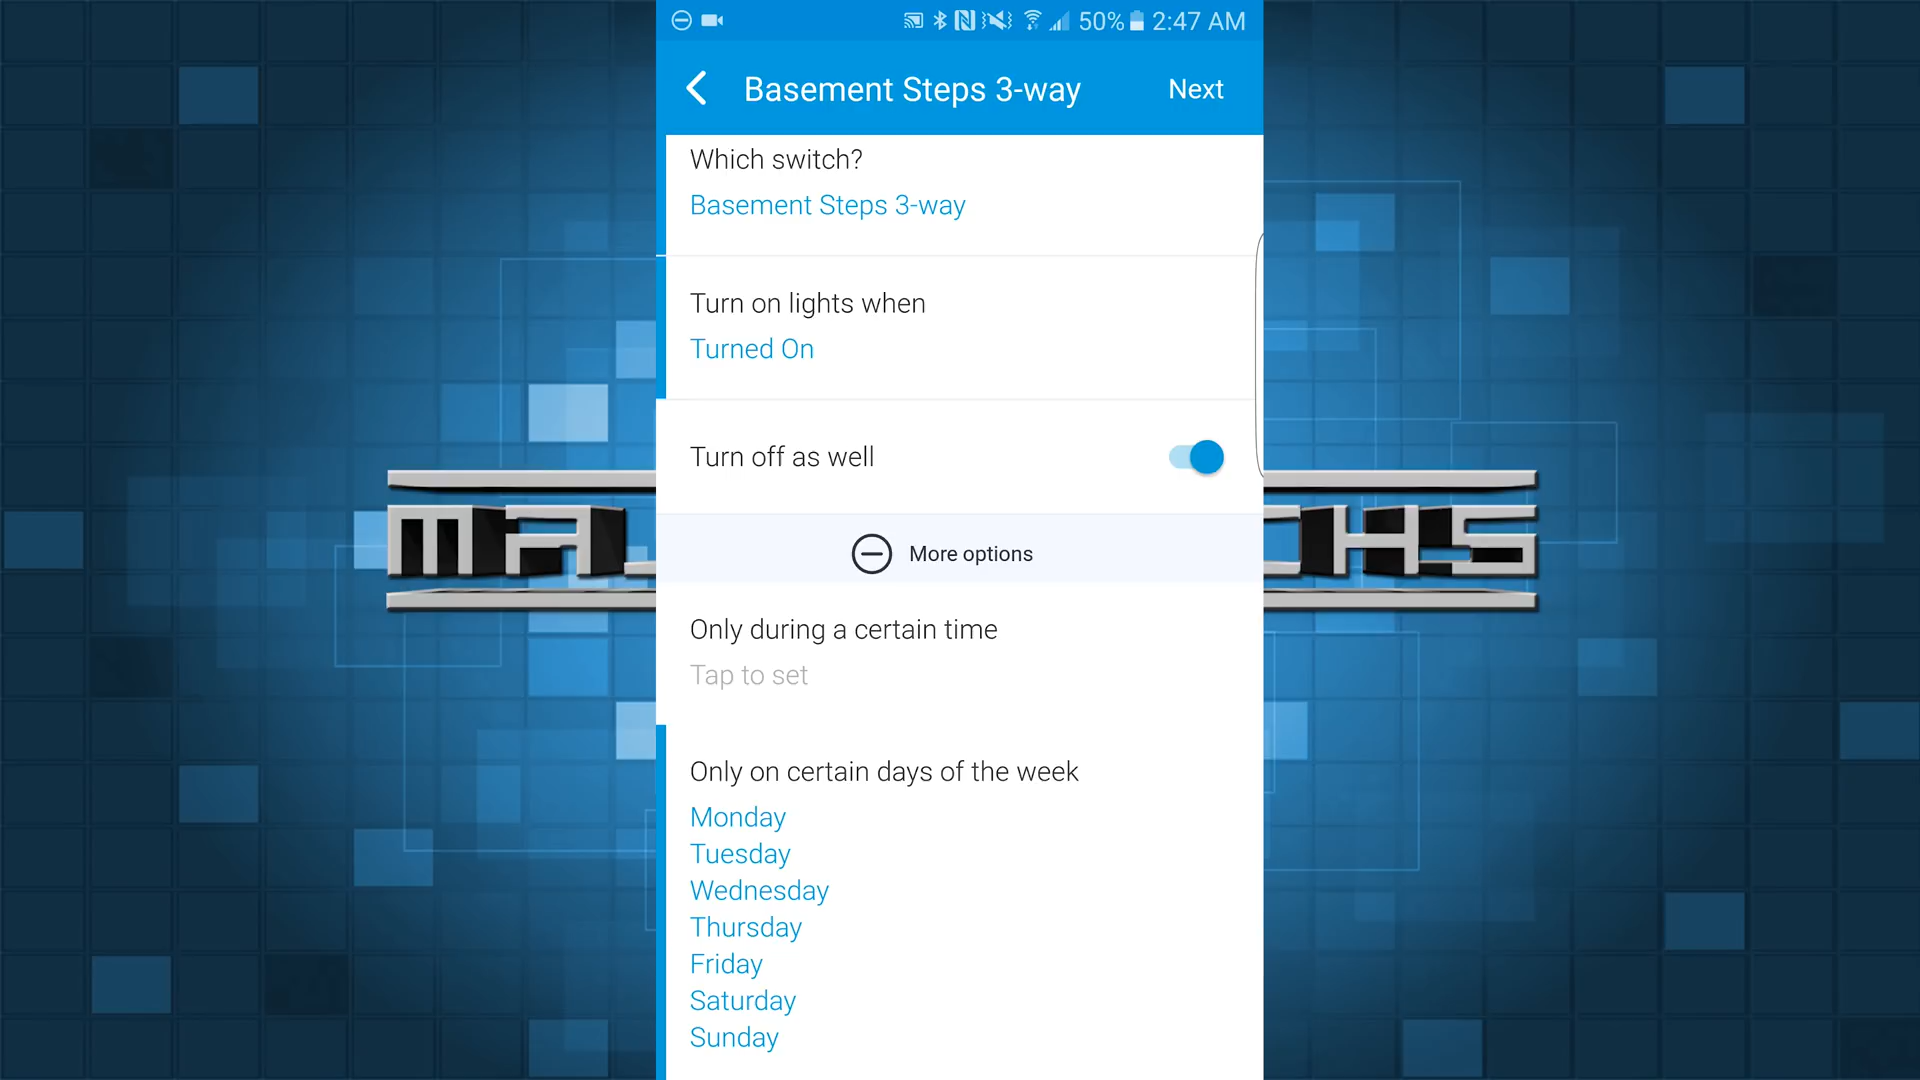 50% 2:47 AM
Basement Steps 3-way Next
Which switch?
Basement Steps 3-way
Turn on lights when
Turned On
Turn off as well
More options
Only during a certain time
Tap to set
Only on certain days of the week
Monday
Tuesday
Wednesday
Thursday
Friday
Saturday
Sunday